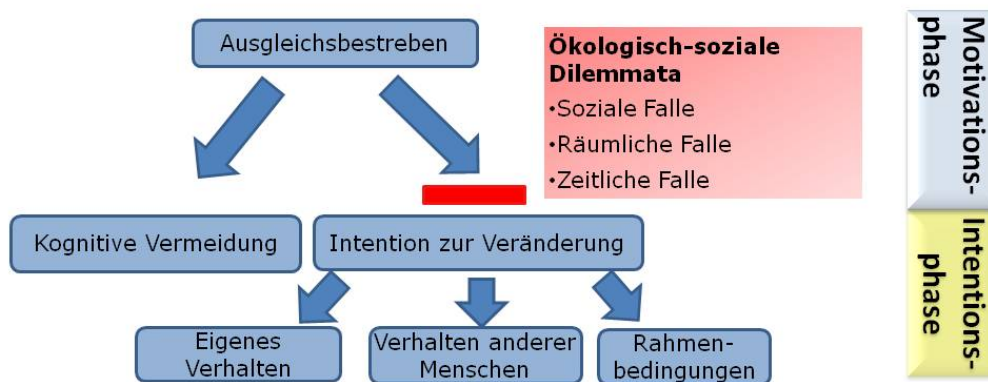 Ausgleichsbestreben
Ökologisch-soziale
Dilemmata
•Soziale Falle
•Räumliche Falle
•Zeitliche Falle
Motivations-
phase
Kognitive Vermeidung
Intention zur Veränderung
Eigenes
Verhalten
Verhalten anderer
Menschen
Rahmen-
bedingungen
Intentions-
phase